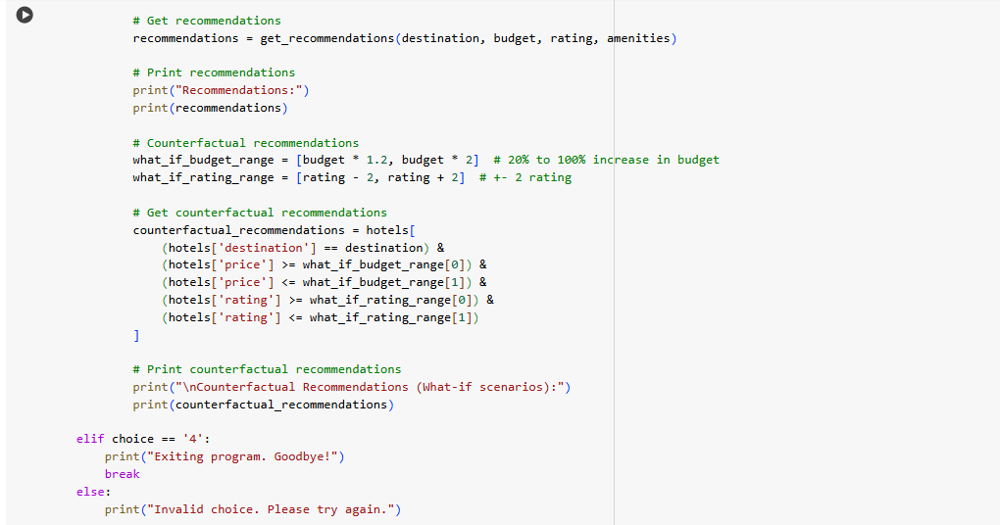 # Get recommendations
recommendations = get_recommendations(destination, budget, rating, amenities)
# Print recommendations
print("Recommendations:")
print(recommendations)
# Counterfactual recommendations
what_if_budget_range = [budget * 1.2, budget * 2]  # 20% to 100% increase in budget
what_if_rating_range = [rating - 2, rating + 2]  # +- 2 rating
# Get counterfactual recommendations
counterfactual_recommendations = hotels[
(hotels['destination'] == destination) &
(hotels['price'] >= what_if_budget_range[0]) &
(hotels['price'] <= what_if_budget_range[1]) &
(hotels['rating'] >= what_if_rating_range[0]) &
(hotels['rating'] <= what_if_rating_range[1])
]
# Print counterfactual recommendations
print("\nCounterfactual Recommendations (What-if scenarios):")
print(counterfactual_recommendations)
elif choice == '4':
print("Exiting program. Goodbye!")
break
else:
print("Invalid choice. Please try again.")